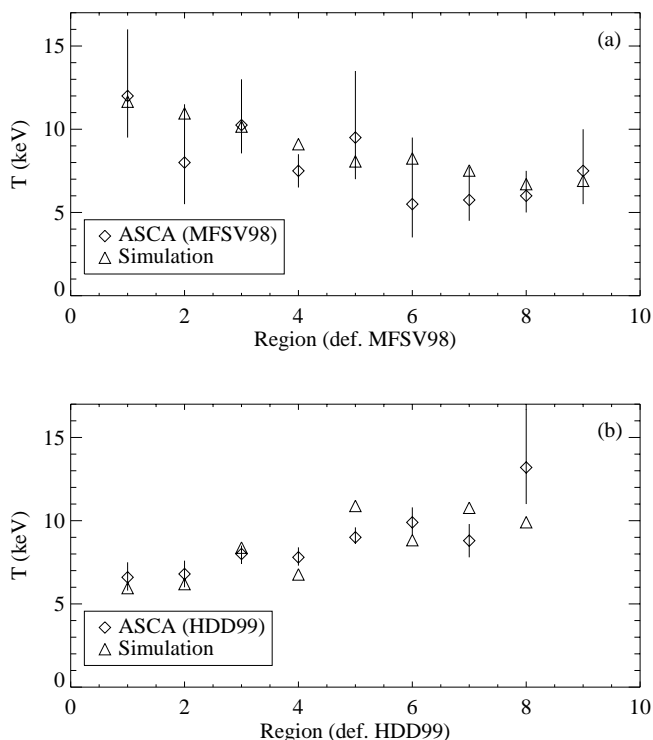 (a)
15
10
5
0
T (keV)
◇ ASCA (MFSV98)
△ Simulation
0 2 4 6 8 10
Region (def. MFSV98)
(b)
15
10
5
0
T (keV)
◇ ASCA (HDD99)
△ Simulation
0 2 4 6 8 10
Region (def. HDD99)